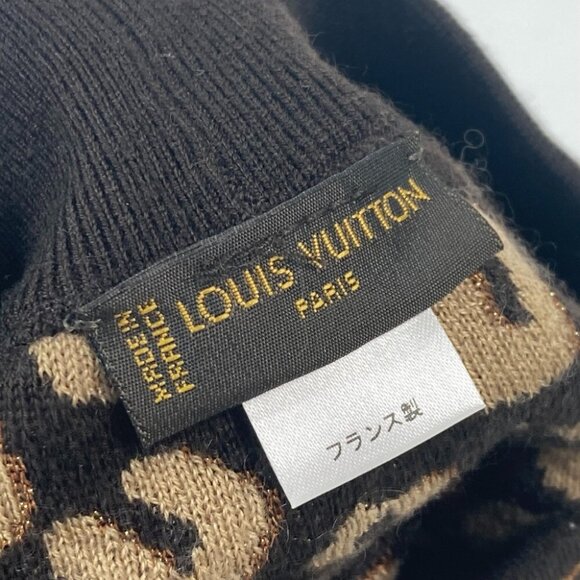 MADE IN
FRANCE
LOUIS VUITTON
PARIS
フランス製